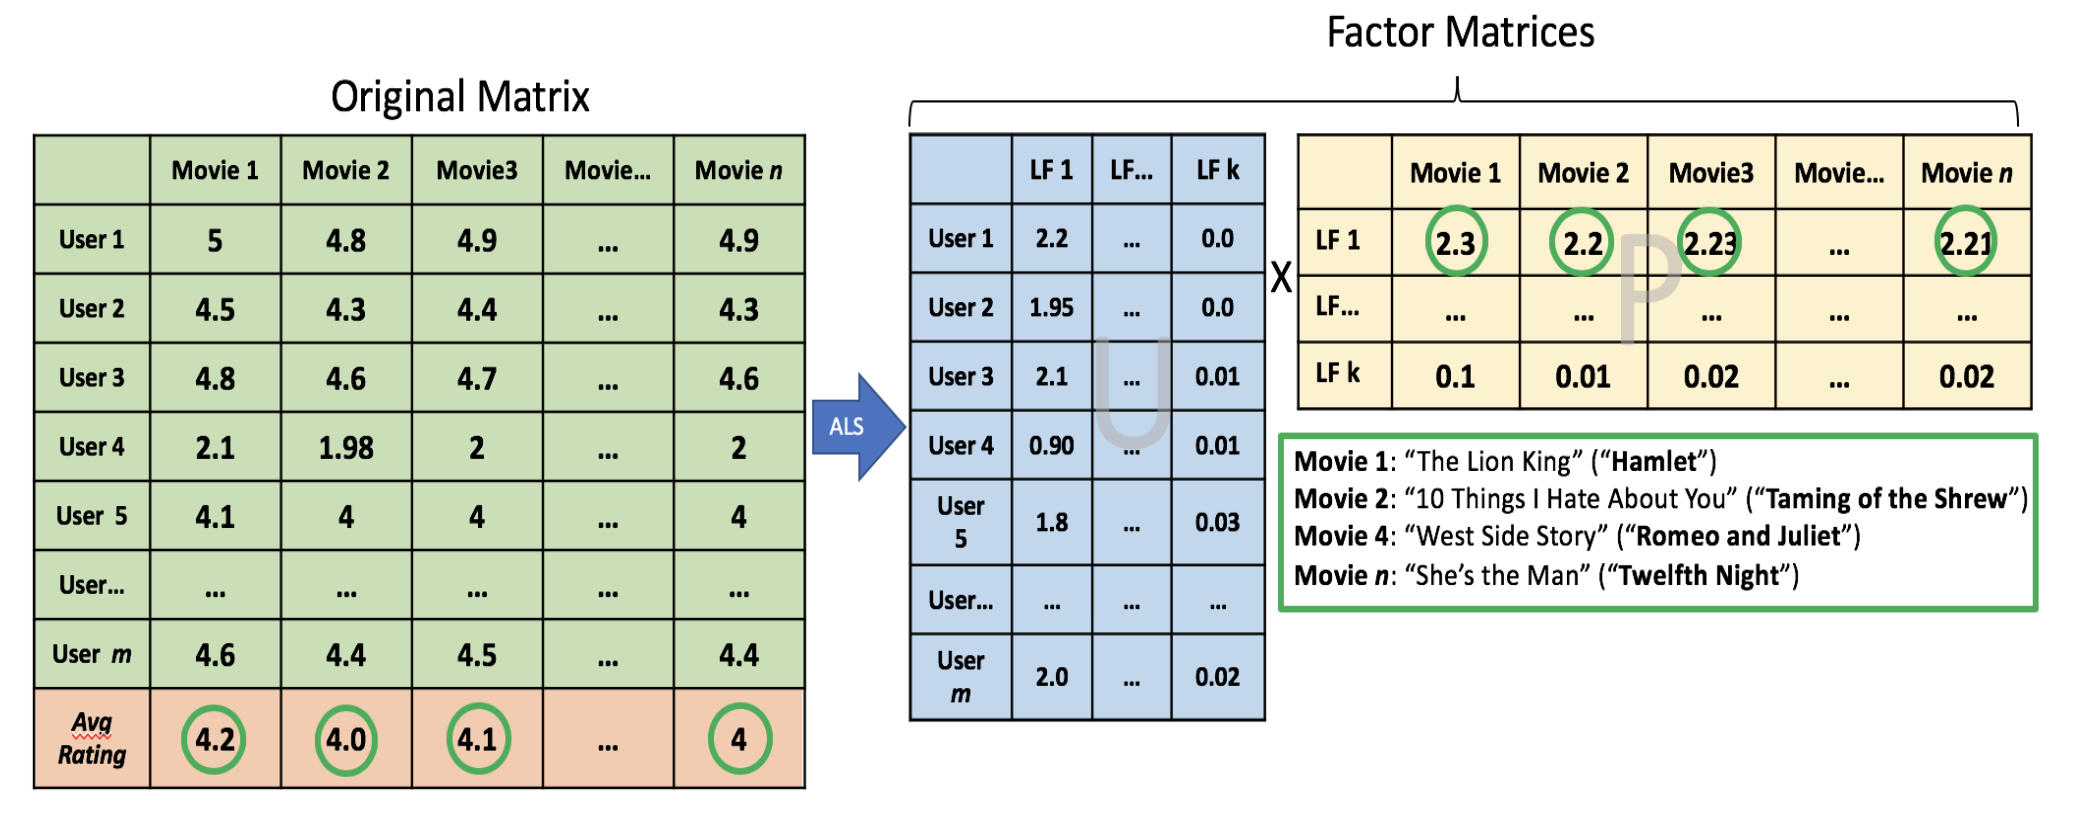 Factor Matrices
Original Matrix
Movie 1 Movie 2 Movie3 Movie... Movie n
User 1 5 4.8 4.9 ... 4.9
User 2 4.5 4.3 4.4 ... 4.3
User 3 4.8 4.6 4.7 ... 4.6
User 4 2.1 1.98 2 ... 2
User 5 4.1 4 4 ... 4
User... ... ... ... ... ...
User m 4.6 4.4 4.5 ... 4.4
Avg
Rating 4.2 4.0 4.1 ... 4
ALS
LF 1 LF... LF k
User 1 2.2 ... 0.0
User 2 1.95 ... 0.0
User 3 2.1 ... 0.01
User 4 0.90 ... 0.01
User
5 1.8 ... 0.03
User... ... ... ...
User
m 2.0 ... 0.02
U
X
Movie 1 Movie 2 Movie3 Movie... Movie n
LF 1 2.3 2.2 2.23 ... 2.21
LF... ... ... ... ... ...
LF k 0.1 0.01 0.02 ... 0.02
P
Movie 1: “The Lion King” (“Hamlet”)
Movie 2: “10 Things I Hate About You” (“Taming of the Shrew”)
Movie 4: “West Side Story” (“Romeo and Juliet”)
Movie n: “She’s the Man” (“Twelfth Night”)